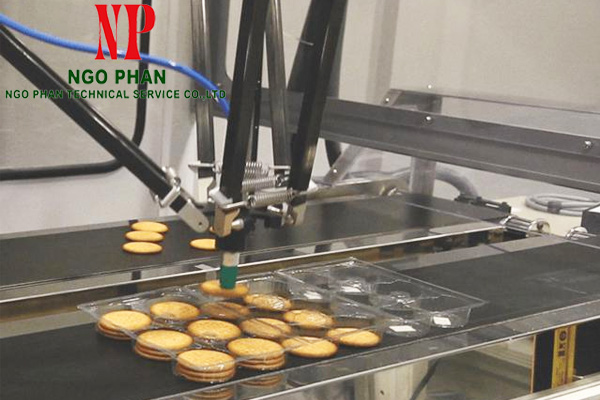 NP
NGO PHAN
NGO PHAN TECHNICAL SERVICE CO.,LTD